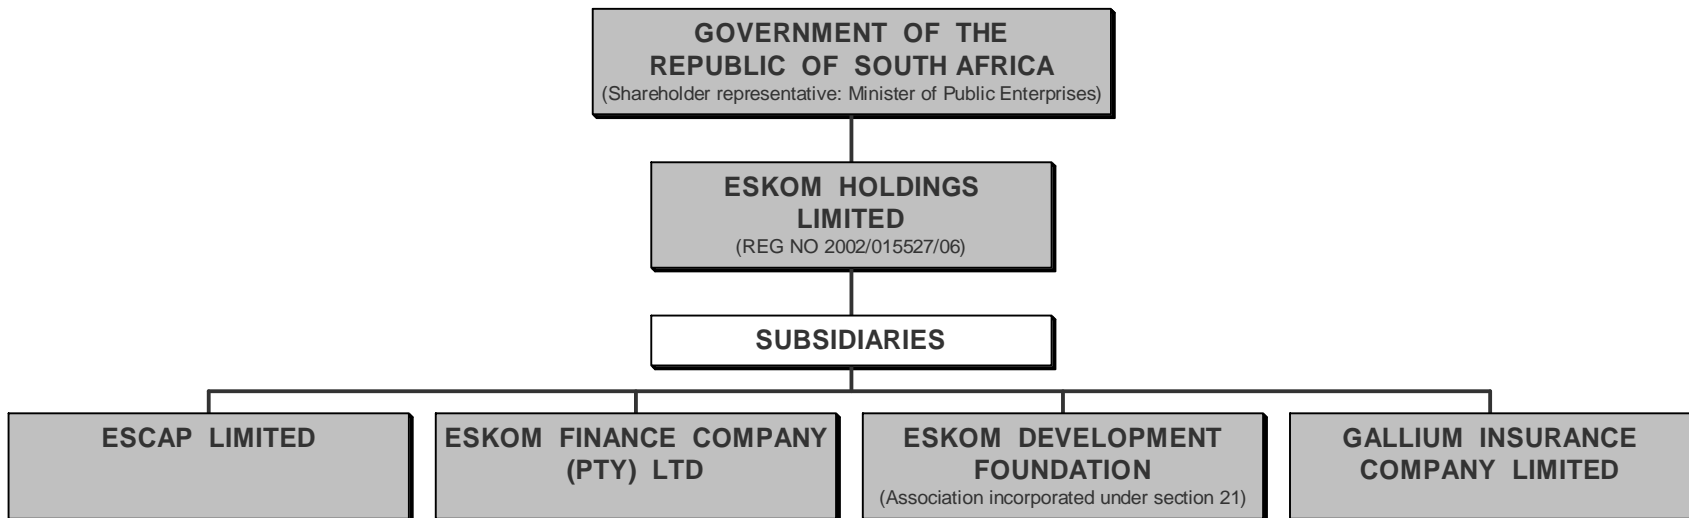 GOVERNMENT OF THE
REPUBLIC OF SOUTH AFRICA
(Shareholder representative: Minister of Public Enterprises)
ESKOM HOLDINGS
LIMITED
(REG NO 2002/015527/06)
SUBSIDIARIES
ESCAP LIMITED
ESKOM FINANCE COMPANY
(PTY) LTD
ESKOM DEVELOPMENT
FOUNDATION
(Association incorporated under section 21)
GALLIUM INSURANCE
COMPANY LIMITED